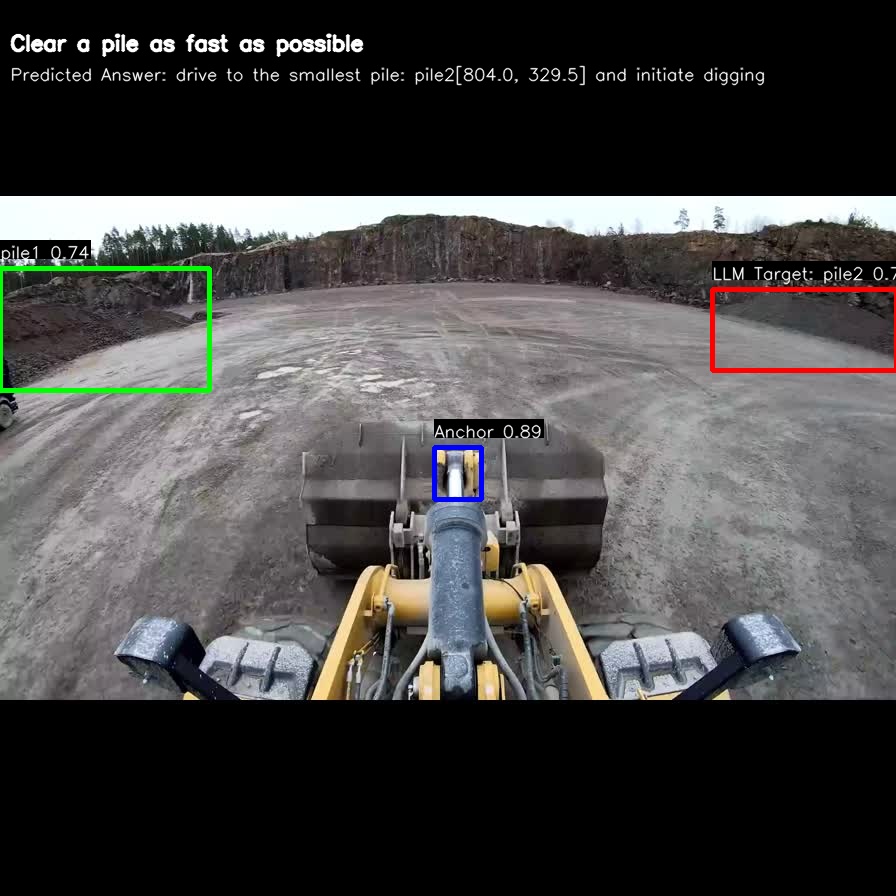 Clear a pile as fast as possible
Predicted Answer: drive to the smallest pile: pile2[804.0, 329.5] and initiate digging
pile1 0.74
LLM Target: pile2 0.7
Anchor 0.89